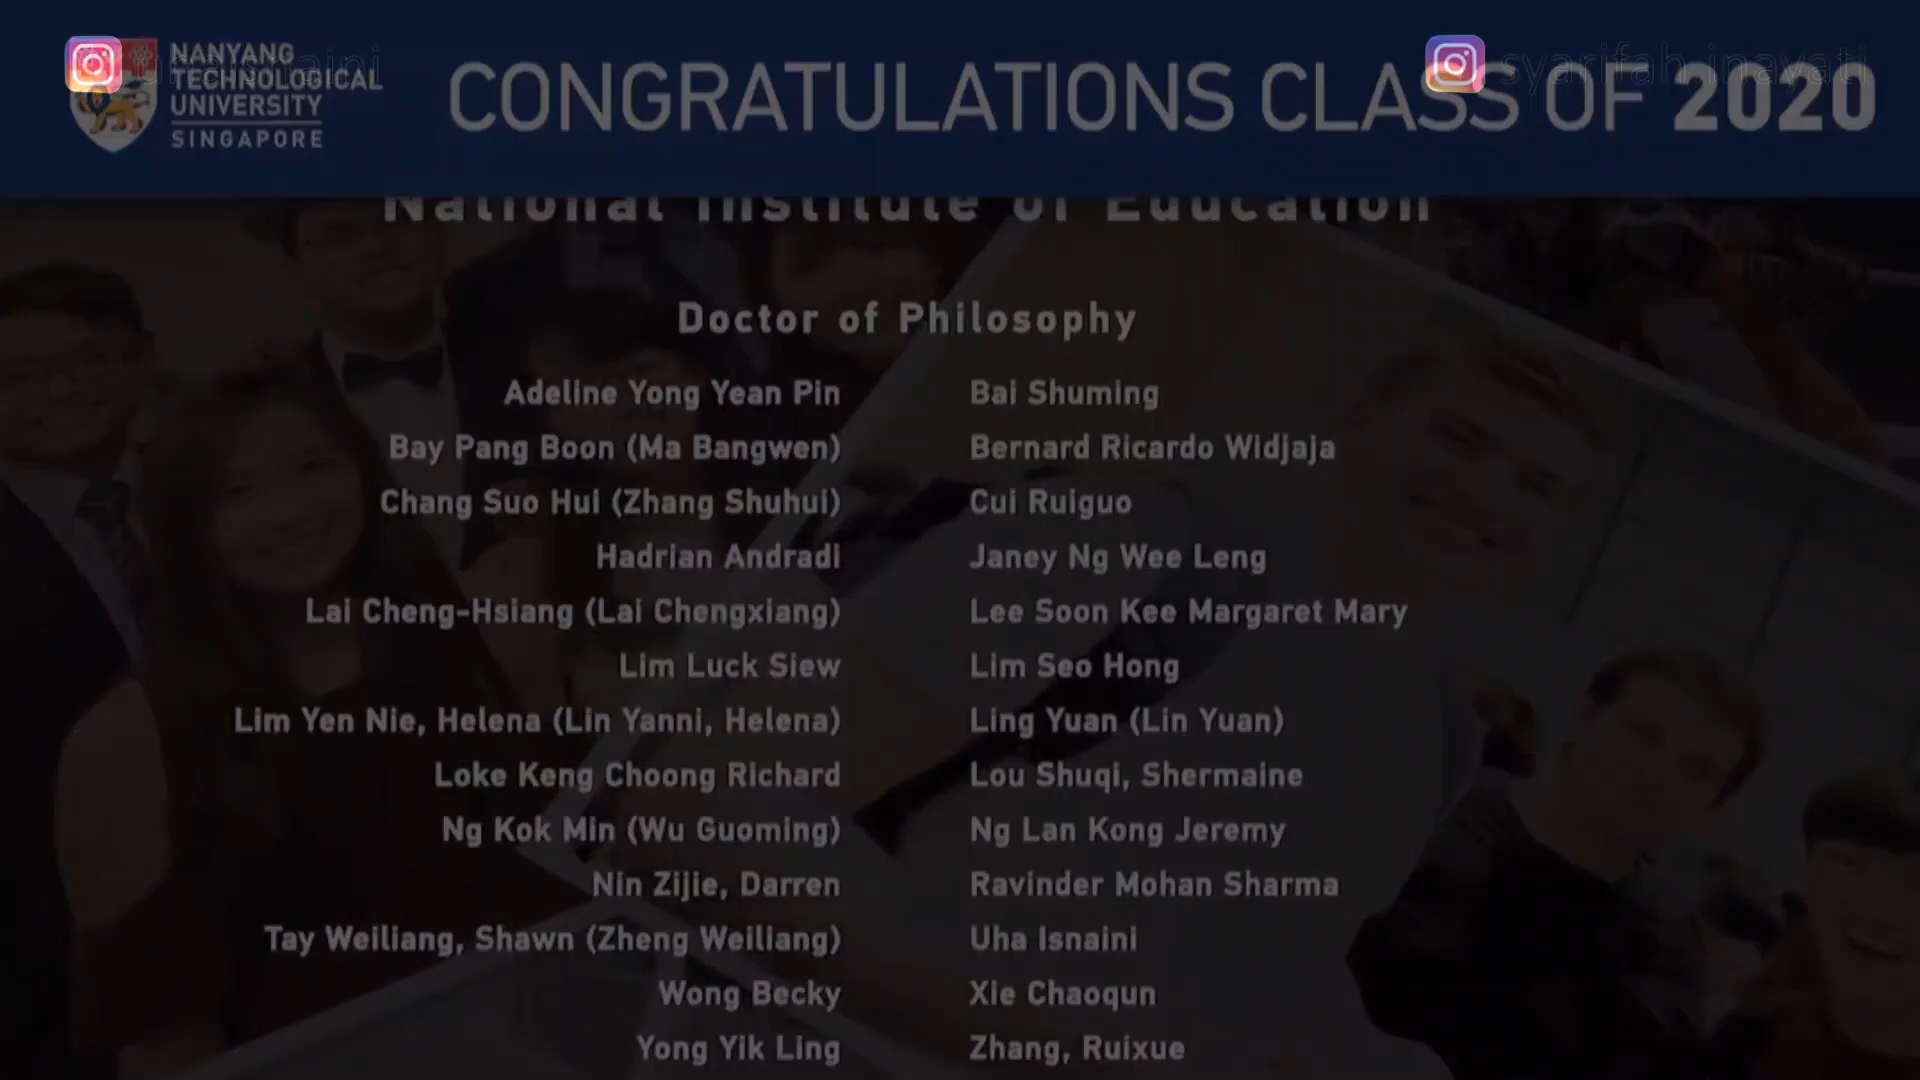 NANYANG
TECHNOLOGICAL
UNIVERSITY
SINGAPORE
CONGRATULATIONS CLASS OF 2020
syarifah inayati
National Institute of Education
Doctor of Philosophy
Adeline Yong Yean Pin
Bai Shuming
Bay Pang Boon (Ma Bangwen)
Bernard Ricardo Widjaja
Chang Suo Hui (Zhang Shuhui)
Cui Ruiguo
Hadrian Andradi
Janey Ng Wee Leng
Lai Cheng-Hsiang (Lai Chengxiang)
Lee Soon Kee Margaret Mary
Lim Luck Siew
Lim Seo Hong
Lim Yen Nie, Helena (Lin Yanni, Helena)
Ling Yuan (Lin Yuan)
Loke Keng Choong Richard
Lou Shuqi, Shermaine
Ng Kok Min (Wu Guoming)
Ng Lan Kong Jeremy
Nin Zijie, Darren
Ravinder Mohan Sharma
Tay Weiliang, Shawn (Zheng Weiliang)
Uha Isnaini
Wong Becky
Xie Chaoqun
Yong Yik Ling
Zhang, Ruixue